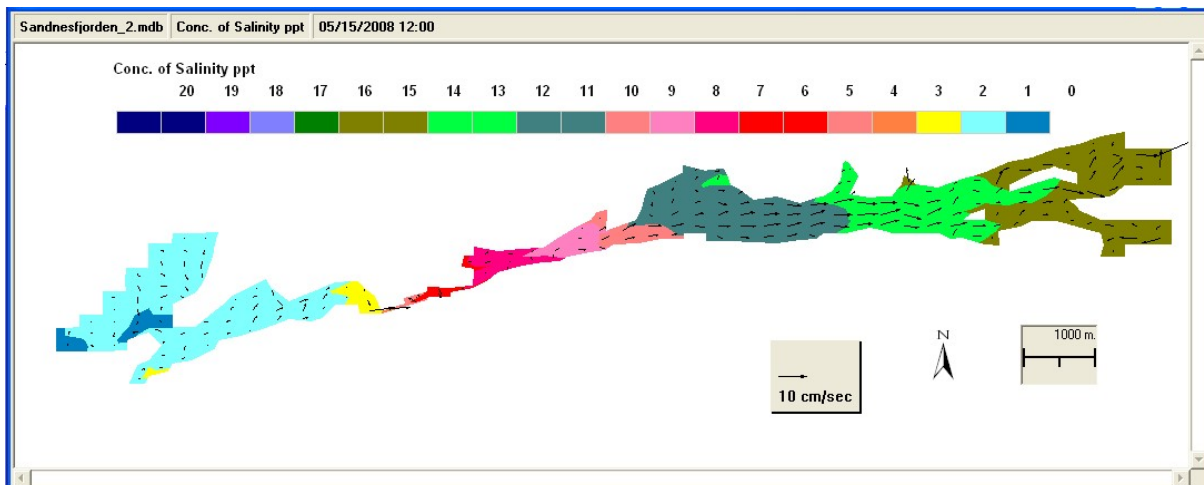 Sandnesfjorden_2.mdb Conc. of Salinity ppt 05/15/2008 12:00
Conc. of Salinity ppt
20 19 18 17 16 15 14 13 12 11 10 9 8 7 6 5 4 3 2 1 0
N
1000 m.
10 cm/sec